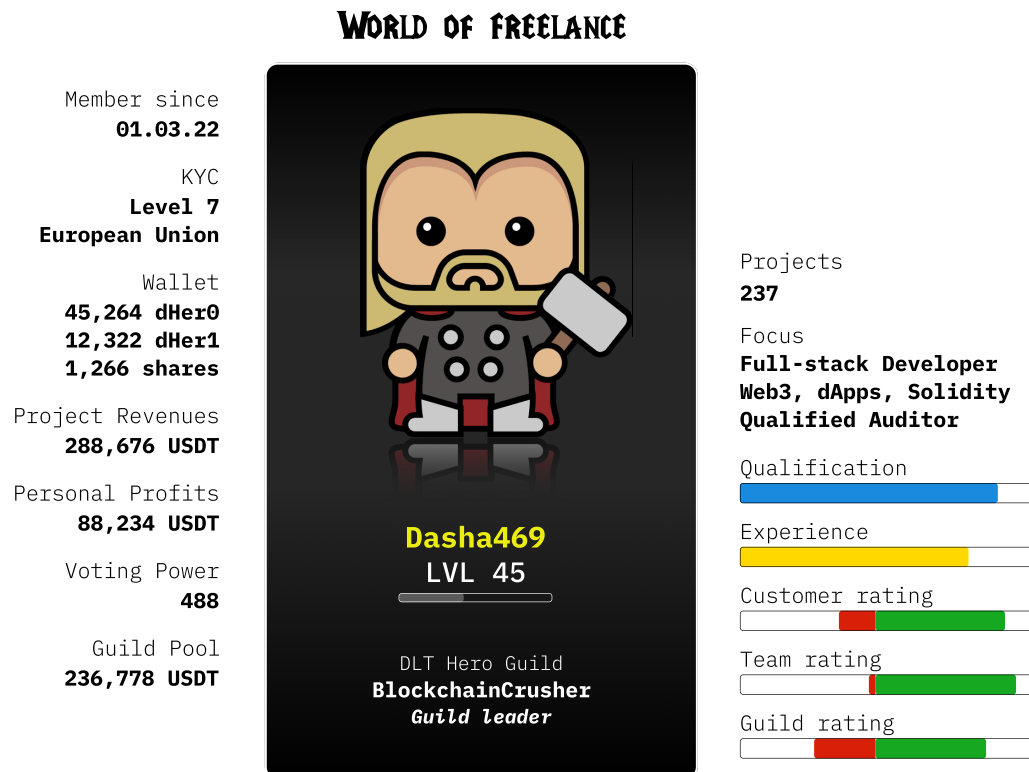 World of freelance
Member since
01.03.22
KYC
Level 7
European Union
Wallet
45,264 dHer0
12,322 dHer1
1,266 shares
Project Revenues
288,676 USDT
Personal Profits
88,234 USDT
Voting Power
488
Guild Pool
236,778 USDT
Dasha469
LVL 45
DLT Hero Guild
BlockchainCrusher
Guild leader
Projects
237
Focus
Full-stack Developer
Web3, dApps, Solidity
Qualified Auditor
Qualification
Experience
Customer rating
Team rating
Guild rating